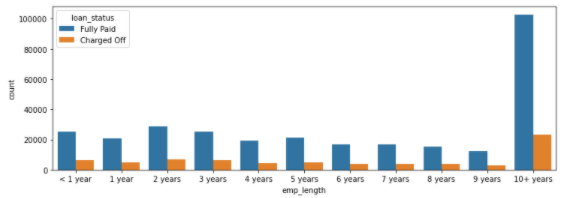 100000
80000
60000
40000
20000
0
count
loan_status
Fully Paid
Charged Off
< 1 year 1 year 2 years 3 years 4 years 5 years 6 years 7 years 8 years 9 years 10+ years
emp_length